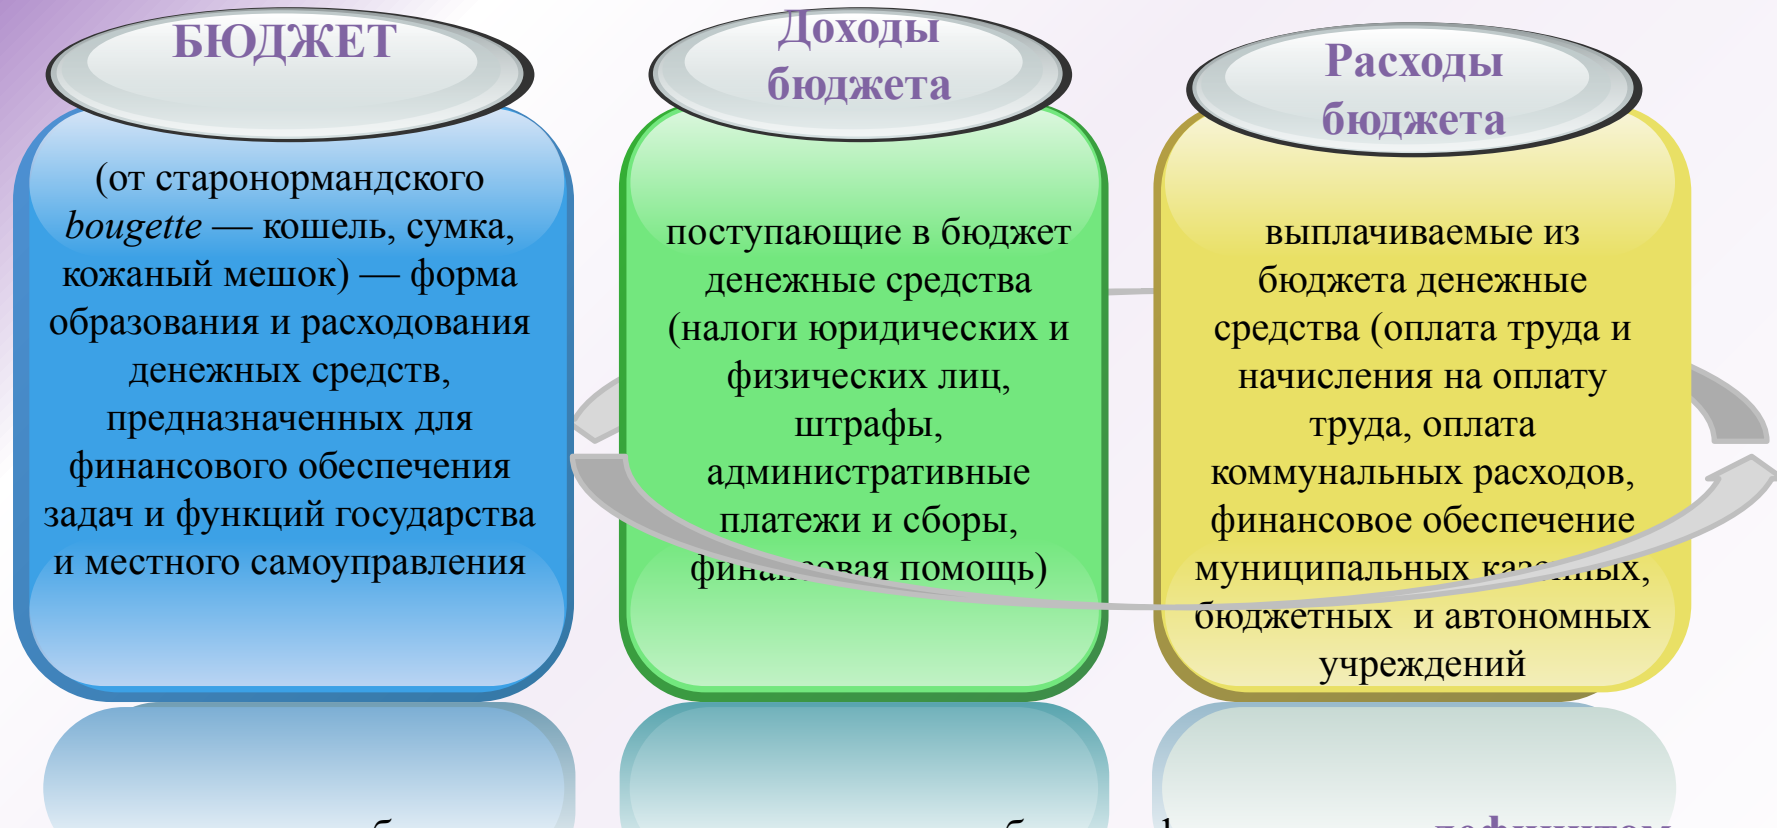 БЮДЖЕТ
(от старонормандского
bougette — кошель, сумка,
кожаный мешок) — форма
образования и расходования
денежных средств,
предназначенных для
финансового обеспечения
задач и функций государства
и местного самоуправления
Доходы
бюджета
поступающие в бюджет
денежные средства
(налоги юридических и
физических лиц,
штрафы,
административные
платежи и сборы,
финансовая помощь)
Расходы
бюджета
выплачиваемые из
бюджета денежные
средства (оплата труда и
начисления на оплату
труда, оплата
коммунальных расходов,
финансовое обеспечение
муниципальных казенных,
бюджетных и автономных
учреждений